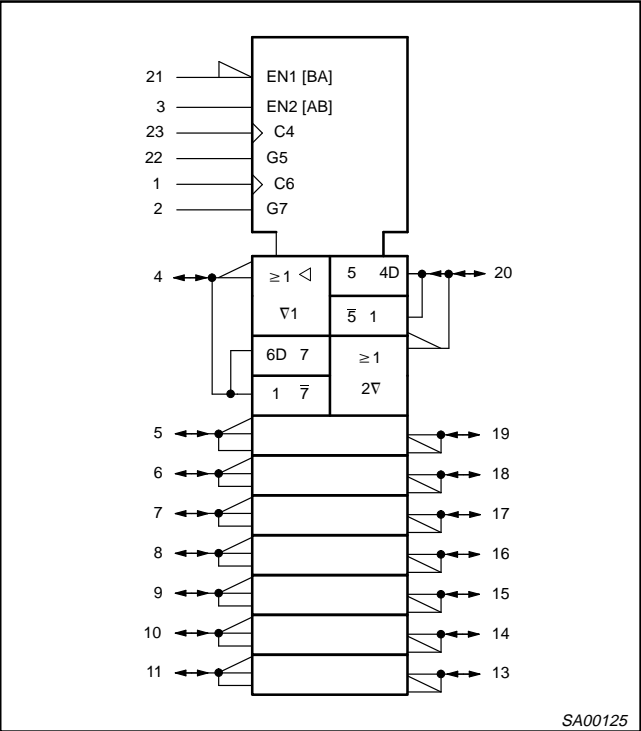 21 EN1 [BA]
3 EN2 [AB]
23 C4
22 G5
1 C6
2 G7
4 ≥1 ◁ 5 4D 20
∇1 5̅ 1
6D 7 ≥1
1 7̅ 2∇
5 19
6 18
7 17
8 16
9 15
10 14
11 13
SA00125